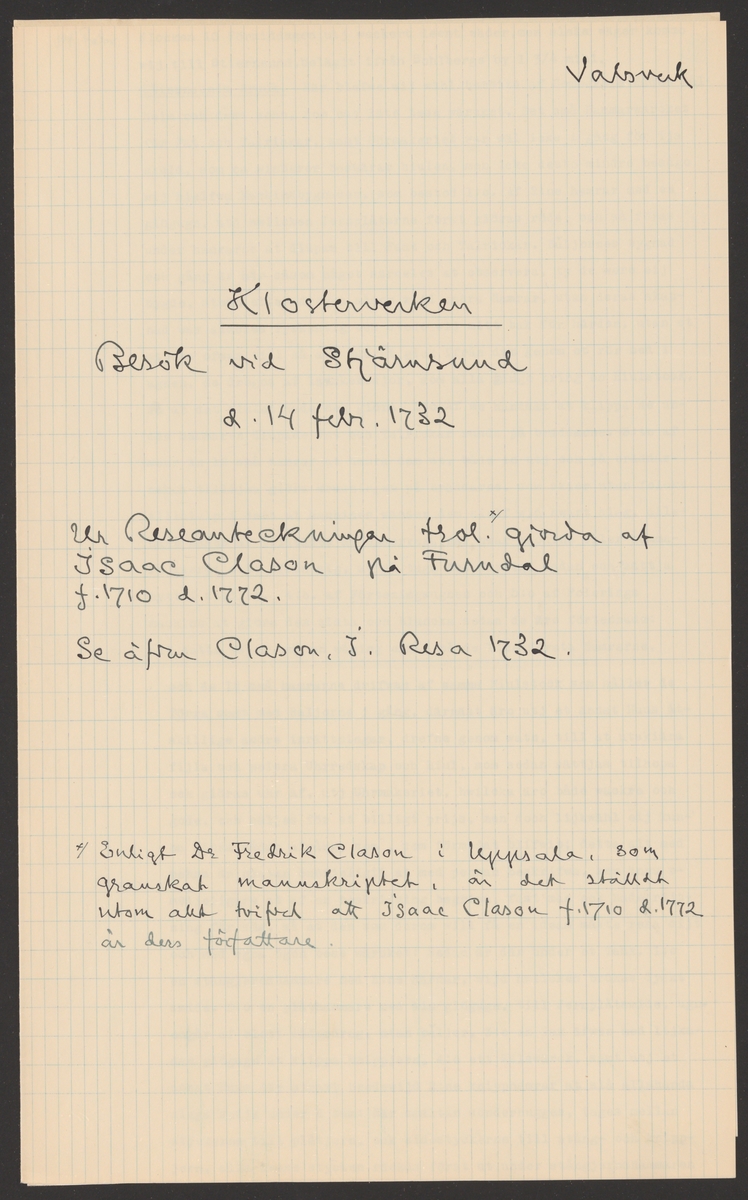 Valsverk
Klosterverken
Besök vid Stjärnsund
d. 14 febr. 1732
Ur Reseanteckningar trol. x/ gjorda af
Isaac Clason på Furudal
f. 1710 d. 1772.
Se äfven Clason, I. Resa 1732.
x/ Enligt Dr Fredrik Clason i Uppsala, som
granskat manuskriptet, är det ställdt
utom allt tvifvel att Isaac Clason f. 1710 d. 1772
är ders författare.